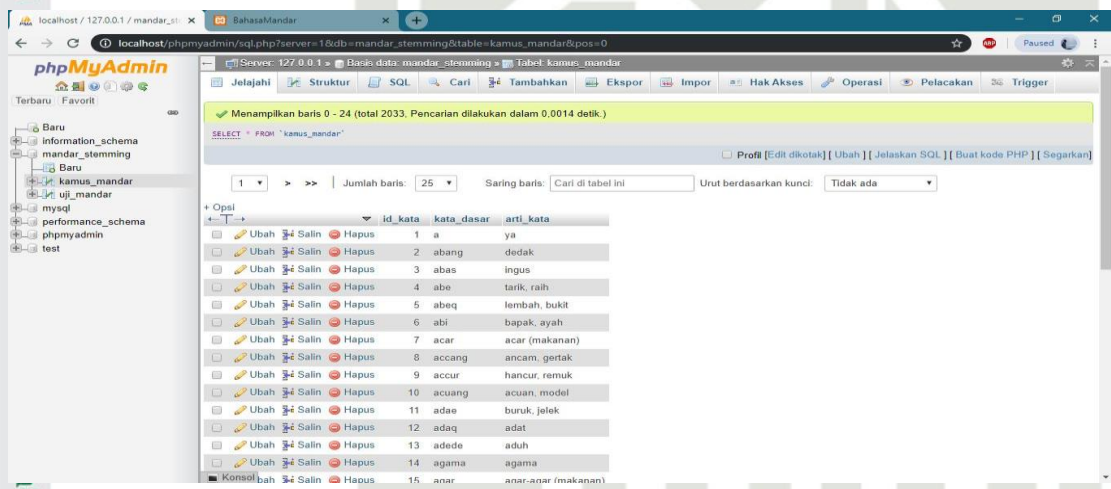 localhost / 127.0.0.1 / mandar_st
BahasaMandar
localhost/phpmyadmin/sql.php?server=1&db=mandar_stemming&table=kamus_mandar&pos=0
ABP
Paused
phpMyAdmin
Terbaru Favorit
Baru
information_schema
mandar_stemming
Baru
kamus_mandar
uji_mandar
mysql
performance_schema
phpmyadmin
test
Server: 127.0.0.1 » Basis data: mandar_stemming » Tabel: kamus_mandar
Jelajahi Struktur SQL Cari Tambahkan Ekspor Impor Hak Akses Operasi Pelacakan Trigger
Menampilkan baris 0 - 24 (total 2033, Pencarian dilakukan dalam 0,0014 detik.)
SELECT * FROM `kamus_mandar`
Profil [Edit dikotak] [ Ubah ] [ Jelaskan SQL ] [ Buat kode PHP ] [ Segarkan]
1 > >> | Jumlah baris: 25 Saring baris: Cari di tabel ini Urut berdasarkan kunci: Tidak ada
+ Opsi
←T→ id_kata kata_dasar arti_kata
Ubah Salin Hapus 1 a ya
Ubah Salin Hapus 2 abang dedak
Ubah Salin Hapus 3 abas ingus
Ubah Salin Hapus 4 abe tarik, raih
Ubah Salin Hapus 5 abeq lembah, bukit
Ubah Salin Hapus 6 abi bapak, ayah
Ubah Salin Hapus 7 acar acar (makanan)
Ubah Salin Hapus 8 accang ancam, gertak
Ubah Salin Hapus 9 accur hancur, remuk
Ubah Salin Hapus 10 acuang acuan, model
Ubah Salin Hapus 11 adae buruk, jelek
Ubah Salin Hapus 12 adaq adat
Ubah Salin Hapus 13 adede aduh
Ubah Salin Hapus 14 agama agama
Konsol bah Salin Hapus 15 agar agar-agar (makanan)